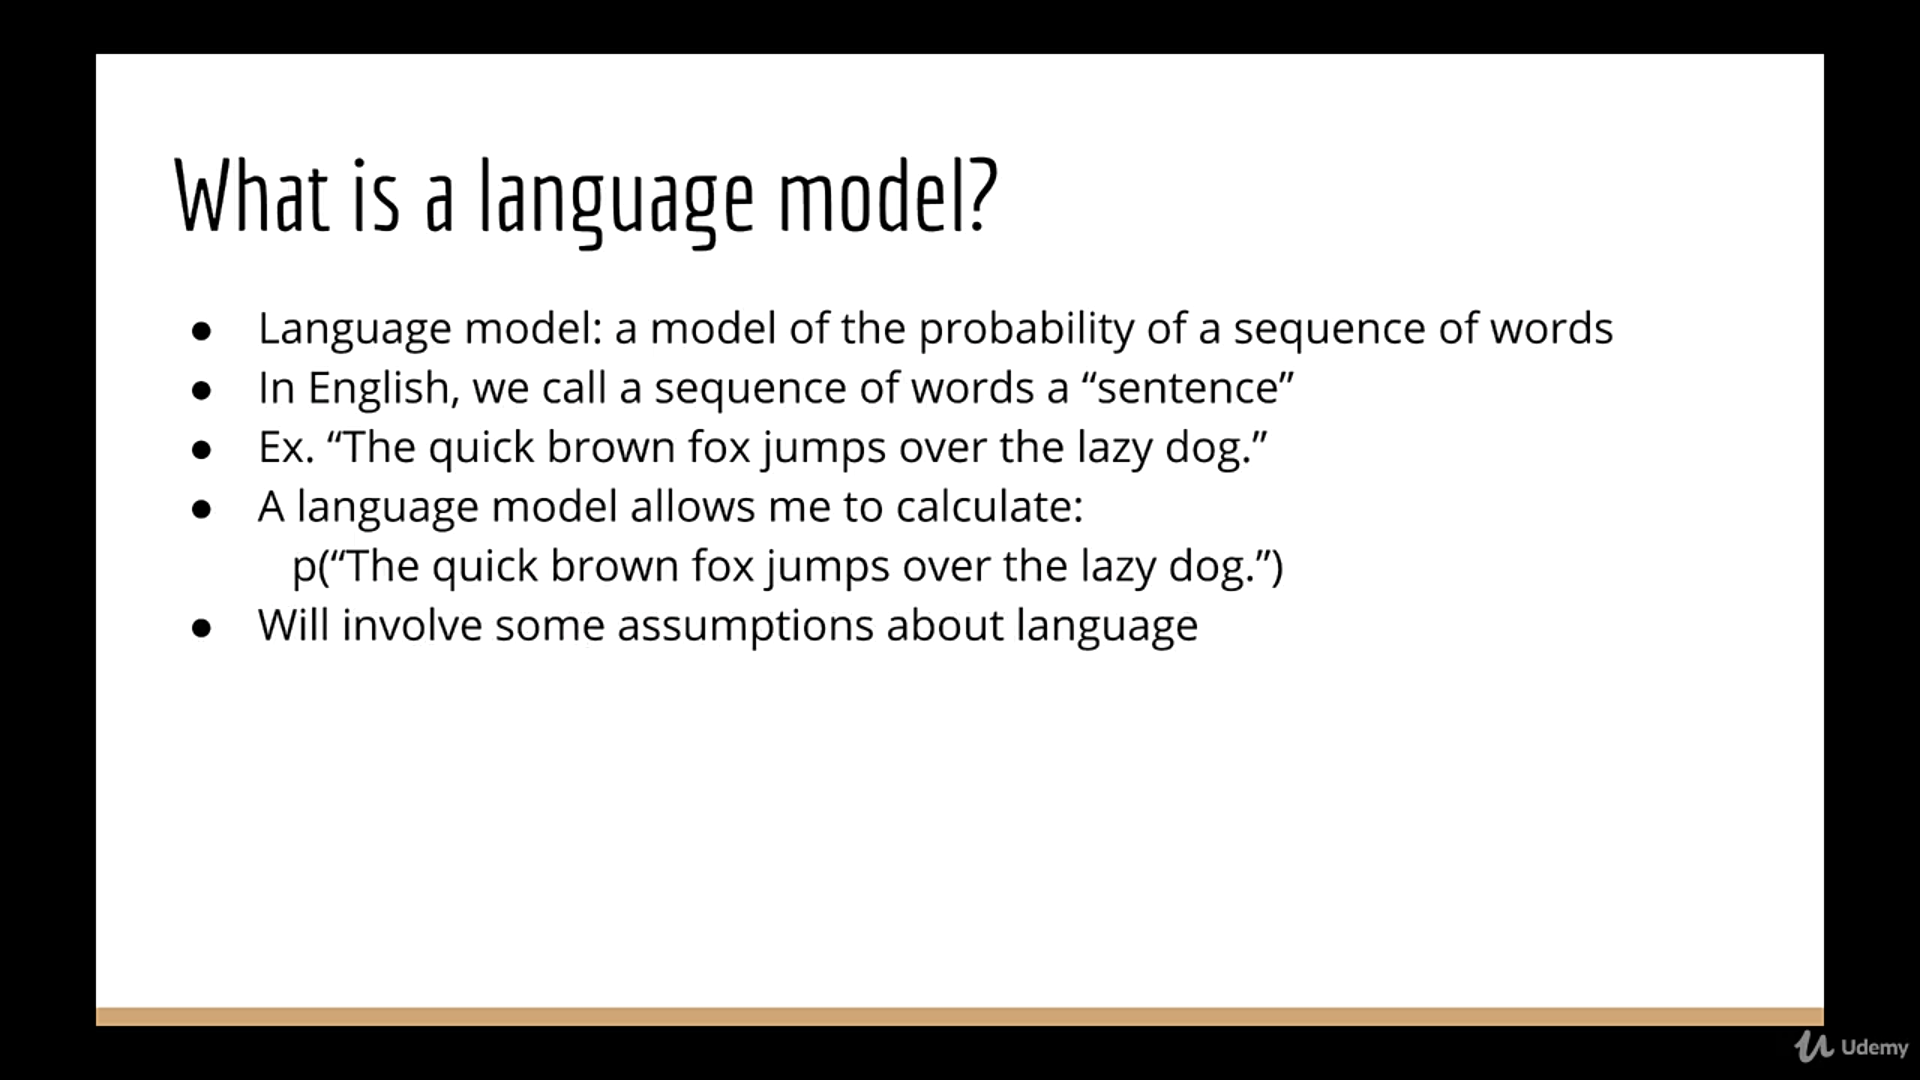 What is a language model?
● Language model: a model of the probability of a sequence of words
● In English, we call a sequence of words a “sentence”
● Ex. “The quick brown fox jumps over the lazy dog.”
● A language model allows me to calculate:
p(“The quick brown fox jumps over the lazy dog.”)
● Will involve some assumptions about language
Udemy